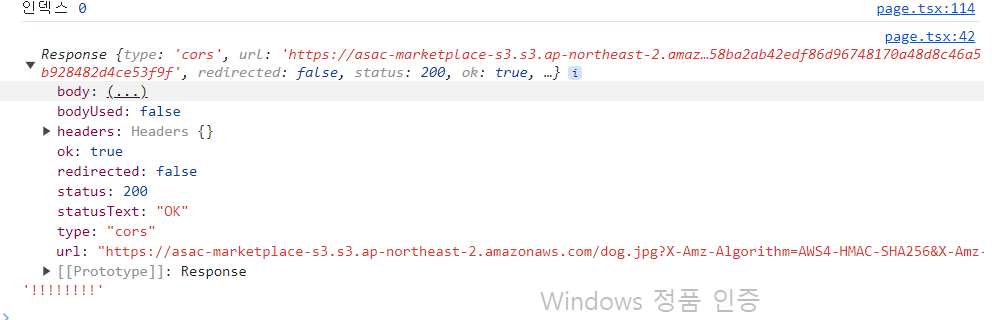 인덱스 0 page.tsx:114
page.tsx:42
Response {type: 'cors', url: 'https://asac-marketplace-s3.s3.ap-northeast-2.amaz…58ba2ab42edf86d96748170a48d8c46a5
b928482d4ce53f9f', redirected: false, status: 200, ok: true, …} i
body: (...)
bodyUsed: false
headers: Headers {}
ok: true
redirected: false
status: 200
statusText: "OK"
type: "cors"
url: "https://asac-marketplace-s3.s3.ap-northeast-2.amazonaws.com/dog.jpg?X-Amz-Algorithm=AWS4-HMAC-SHA256&X-Amz-
[[Prototype]]: Response
'!!!!!!!!'
Windows 정품 인증